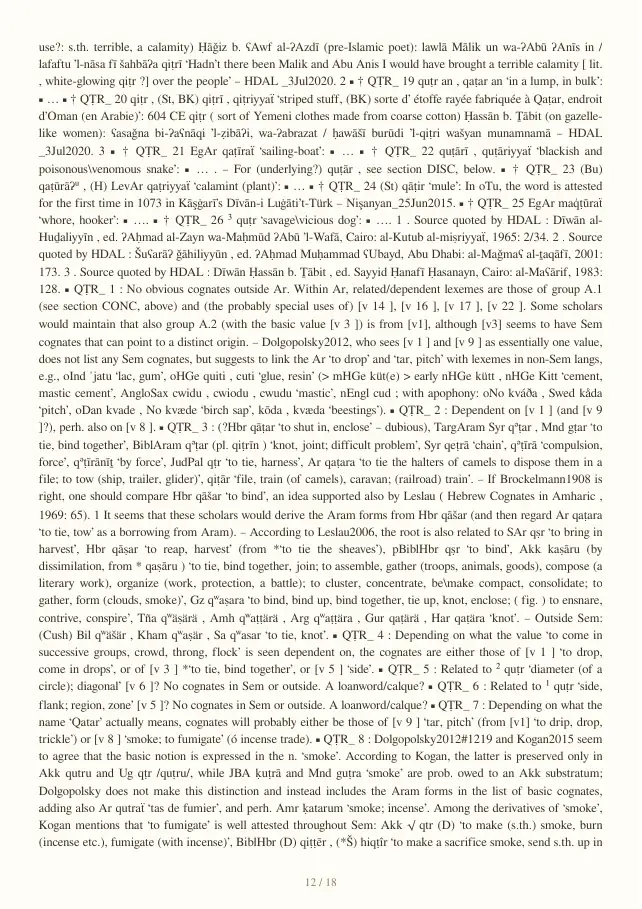 use?: s.th. terrible, a calamity) Ḥāǧiz b. ʕAwf al-ʔAzdī (pre-Islamic poet): lawlā Mālik un wa-ʔAbū ʔAnīs in /
lafaftu ’l-nāsa fī šahbāʔa qiṭrī ‘Hadn’t there been Malik and Abu Anis I would have brought a terrible calamity [ lit.
, white-glowing qiṭr ?] over the people’ – HDAL _3Jul2020. 2 ▪ † QṬR_ 19 quṭr an , qaṭar an ‘in a lump, in bulk’:
▪ … ▪ † QṬR_ 20 qiṭr , (St, BK) qiṭrī , qiṭriyyaẗ ‘striped stuff, (BK) sorte d’ étoffe rayée fabriquée à Qaṭar, endroit
d’Oman (en Arabie)’: 604 CE qiṭr ( sort of Yemeni clothes made from coarse cotton) Ḥassān b. Ṯābit (on gazelle-
like women): ʕasaǧna bi-ʔaʕnāqi ’l-ẓibāʔi, wa-ʔabrazat / ḥawāšī burūdi ’l-qiṭri wašyan munamnamā – HDAL
_3Jul2020. 3 ▪ † QṬR_ 21 EgAr qaṭīraẗ ‘sailing-boat’: ▪ … ▪ † QṬR_ 22 quṭārī , quṭāriyyaẗ ‘blackish and
poisonous\venomous snake’: ▪ … . – For (underlying?) quṭār , see section DISC, below. ▪ † QṬR_ 23 (Bu)
qaṭūrāʔᵘ , (H) LevAr qaṭriyyaẗ ‘calamint (plant)’: ▪ … ▪ † QṬR_ 24 (St) qāṭir ‘mule’: In oTu, the word is attested
for the first time in 1073 in Kāşġarī’s Dīvān-i Luġāti’t-Türk – Nişanyan_25Jun2015. ▪ † QṬR_ 25 EgAr maqṭūraẗ
‘whore, hooker’: ▪ …. ▪ † QṬR_ 26 ³ quṭr ‘savage\vicious dog’: ▪ …. 1 . Source quoted by HDAL : Dīwān al-
Huḏaliyyīn , ed. ʔAḥmad al-Zayn wa-Maḥmūd ʔAbū ’l-Wafā, Cairo: al-Kutub al-miṣriyyaẗ, 1965: 2/34. 2 . Source
quoted by HDAL : Šuʕarāʔ ǧāhiliyyūn , ed. ʔAḥmad Muḥammad ʕUbayd, Abu Dhabi: al-Maǧmaʕ al-ṯaqāfī, 2001:
173. 3 . Source quoted by HDAL : Dīwān Ḥassān b. Ṯābit , ed. Sayyid Ḥanafī Ḥasanayn, Cairo: al-Maʕārif, 1983:
128. ▪ QṬR_ 1 : No obvious cognates outside Ar. Within Ar, related/dependent lexemes are those of group A.1
(see section CONC, above) and (the probably special uses of) [v 14 ], [v 16 ], [v 17 ], [v 22 ]. Some scholars
would maintain that also group A.2 (with the basic value [v 3 ]) is from [v1], although [v3] seems to have Sem
cognates that can point to a distinct origin. – Dolgopolsky2012, who sees [v 1 ] and [v 9 ] as essentially one value,
does not list any Sem cognates, but suggests to link the Ar ‘to drop’ and ‘tar, pitch’ with lexemes in non-Sem langs,
e.g., oInd ˈjatu ‘lac, gum’, oHGe quiti , cuti ‘glue, resin’ (> mHGe küt(e) > early nHGe kütt , nHGe Kitt ‘cement,
mastic cement’, AngloSax cwidu , cwiodu , cwudu ‘mastic’, nEngl cud ; with apophony: oNo kváða , Swed kåda
‘pitch’, oDan kvade , No kvæde ‘birch sap’, kōda , kvæda ‘beestings’). ▪ QṬR_ 2 : Dependent on [v 1 ] (and [v 9
]?), perh. also on [v 8 ]. ▪ QṬR_ 3 : (?Hbr qāṭar ‘to shut in, enclose’ – dubious), TargAram Syr qᵊṭar , Mnd gṭar ‘to
tie, bind together’, BiblAram qᵊṭar (pl. qiṭrīn ) ‘knot, joint; difficult problem’, Syr qeṭrā ‘chain’, qᵊṭīrā ‘compulsion,
force’, qᵊṭīrānīṯ ‘by force’, JudPal qṭr ‘to tie, harness’, Ar qaṭara ‘to tie the halters of camels to dispose them in a
file; to tow (ship, trailer, glider)’, qiṭār ‘file, train (of camels), caravan; (railroad) train’. – If Brockelmann1908 is
right, one should compare Hbr qāšar ‘to bind’, an idea supported also by Leslau ( Hebrew Cognates in Amharic ,
1969: 65). 1 It seems that these scholars would derive the Aram forms from Hbr qāšar (and then regard Ar qaṭara
‘to tie, tow’ as a borrowing from Aram). – According to Leslau2006, the root is also related to SAr qṣr ‘to bring in
harvest’, Hbr qāṣar ‘to reap, harvest’ (from *‘to tie the sheaves’), pBiblHbr qṣr ‘to bind’, Akk kaṣāru (by
dissimilation, from * qaṣāru ) ‘to tie, bind together, join; to assemble, gather (troops, animals, goods), compose (a
literary work), organize (work, protection, a battle); to cluster, concentrate, be\make compact, consolidate; to
gather, form (clouds, smoke)’, Gz qʷaṣara ‘to bind, bind up, bind together, tie up, knot, enclose; ( fig. ) to ensnare,
contrive, conspire’, Tña qʷäṣärä , Amh qʷäṭṭärä , Arg qʷäṭṭära , Gur qäṭärä , Har qäṭära ‘knot’. – Outside Sem:
(Cush) Bil qʷäšär , Kham qʷaṣär , Sa qʷasar ‘to tie, knot’. ▪ QṬR_ 4 : Depending on what the value ‘to come in
successive groups, crowd, throng, flock’ is seen dependent on, the cognates are either those of [v 1 ] ‘to drop,
come in drops’, or of [v 3 ] *‘to tie, bind together’, or [v 5 ] ‘side’. ▪ QṬR_ 5 : Related to ² quṭr ‘diameter (of a
circle); diagonal’ [v 6 ]? No cognates in Sem or outside. A loanword/calque? ▪ QṬR_ 6 : Related to ¹ quṭr ‘side,
flank; region, zone’ [v 5 ]? No cognates in Sem or outside. A loanword/calque? ▪ QṬR_ 7 : Depending on what the
name ‘Qatar’ actually means, cognates will probably either be those of [v 9 ] ‘tar, pitch’ (from [v1] ‘to drip, drop,
trickle’) or [v 8 ] ‘smoke; to fumigate’ (ó incense trade). ▪ QṬR_ 8 : Dolgopolsky2012#1219 and Kogan2015 seem
to agree that the basic notion is expressed in the n. ‘smoke’. According to Kogan, the latter is preserved only in
Akk qutru and Ug qṭr /quṭru/, while JBA ḳuṭrā and Mnd guṭra ‘smoke’ are prob. owed to an Akk substratum;
Dolgopolsky does not make this distinction and instead includes the Aram forms in the list of basic cognates,
adding also Ar quṭraẗ ‘tas de fumier’, and perh. Amr ḳatarum ‘smoke; incense’. Among the derivatives of ‘smoke’,
Kogan mentions that ‘to fumigate’ is well attested throughout Sem: Akk √ qtr (D) ‘to make (s.th.) smoke, burn
(incense etc.), fumigate (with incense)’, BiblHbr (D) qiṭṭēr , (*Š) hiqṭîr ‘to make a sacrifice smoke, send s.th. up in
12 / 18